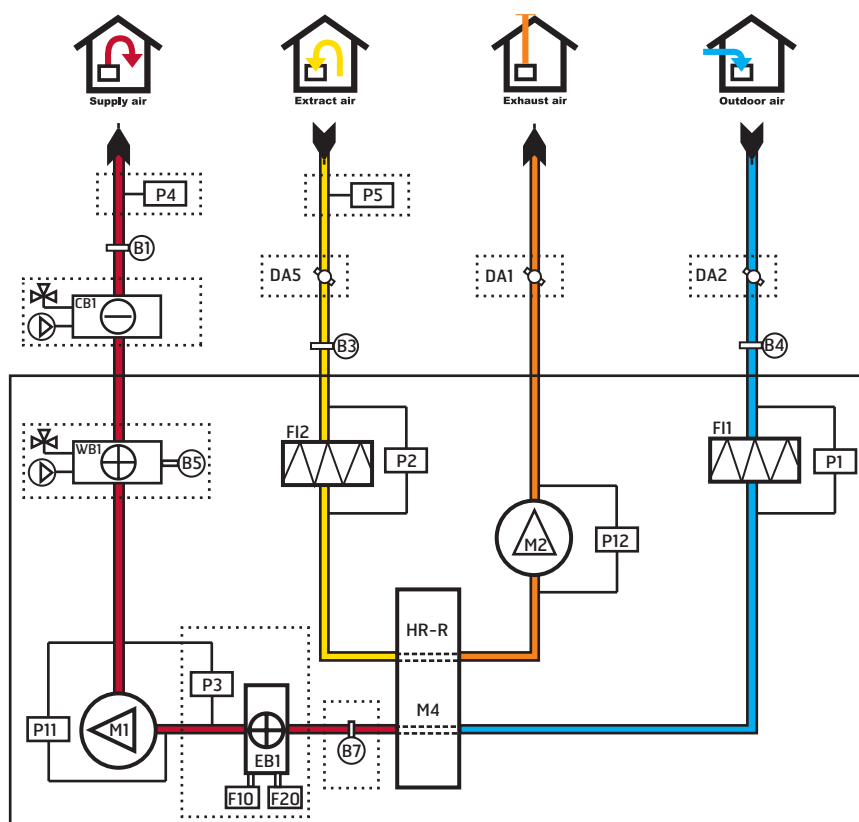 Supply air
Extract air
Exhaust air
Outdoor air
P4
P5
B1
DA5
DA1
DA2
CB1
B3
B4
WB1
B5
FI2
P2
FI1
P1
M2
P12
HR-R
P3
M4
P11
M1
EB1
B7
F10
F20